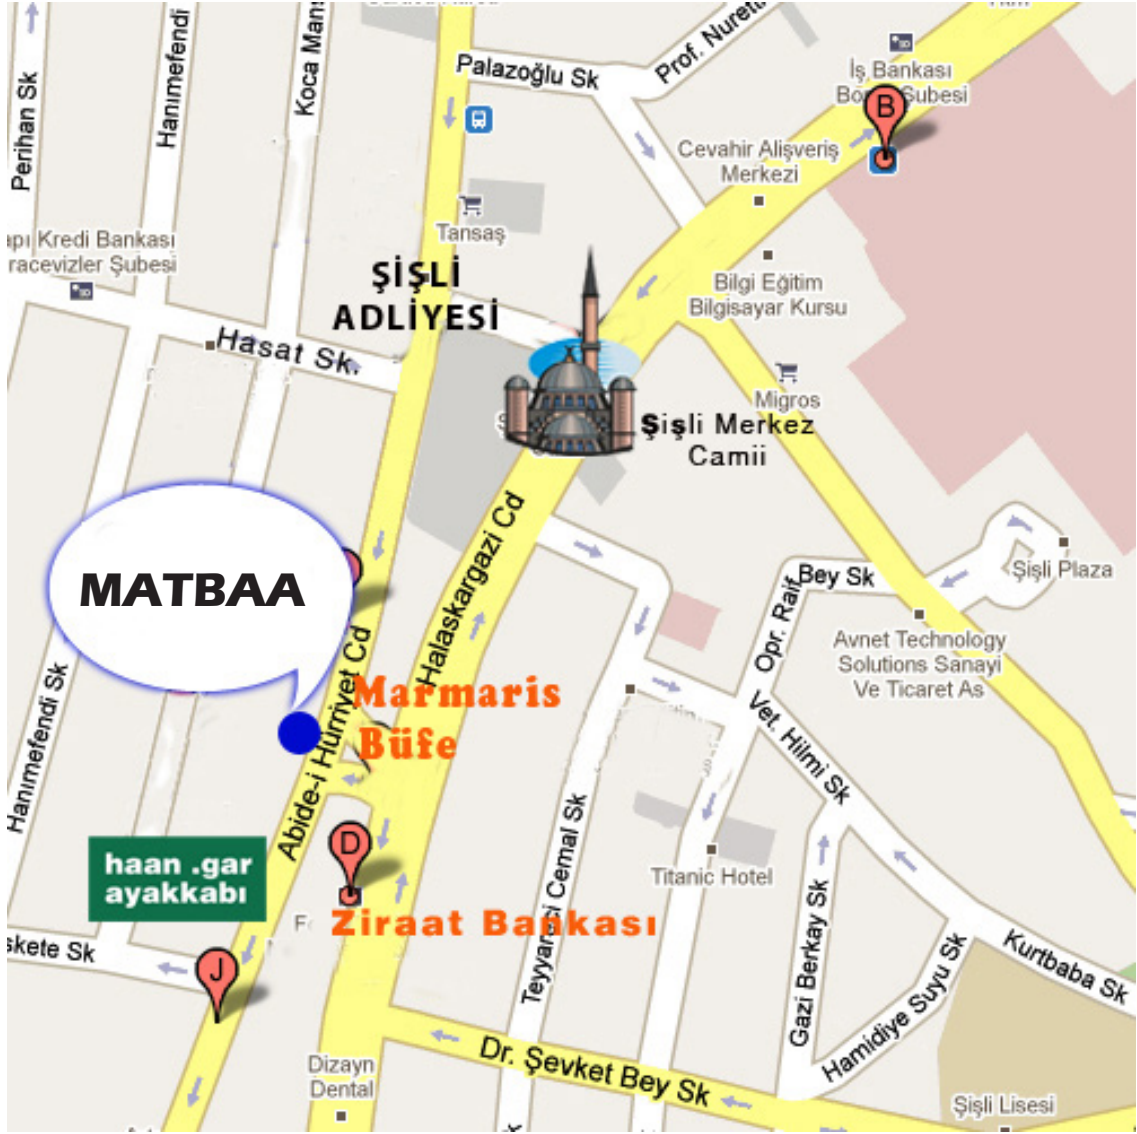 Perihan Sk
Hanımefendi
Koca Mans
Palazoğlu Sk
Prof. Nuretti
İş Bankası
Şubesi
B
Cevahir Alişveriş
Merkezi
Tansaş
apı Kredi Bankası
racevizler Şubesi
ŞİŞLİ
ADLİYESİ
Bilgi Eğitim
Bilgisayar Kursu
Hasat Sk.
Migros
Şişli Merkez
Camii
Halaskargazi Cd
MATBAA
Bey Sk
Opr. Raif
Şişli Plaza
Avnet Technology
Solutions Sanayi
Ve Ticaret As
Hanımefendi Sk
Abide-i Hürriyet Cd
Marmaris
Büfe
Vet. Hilmi Sk
D
haan .gar
ayakkabı
Ziraat Bankası
Teyyareci Cemal Sk
Titanic Hotel
Gazi Berkay Sk
Hamidiye Suyu Sk
Kurtbaba Sk
skete Sk
J
Dizayn
Dental
Dr. Şevket Bey Sk
Şişli Lisesi